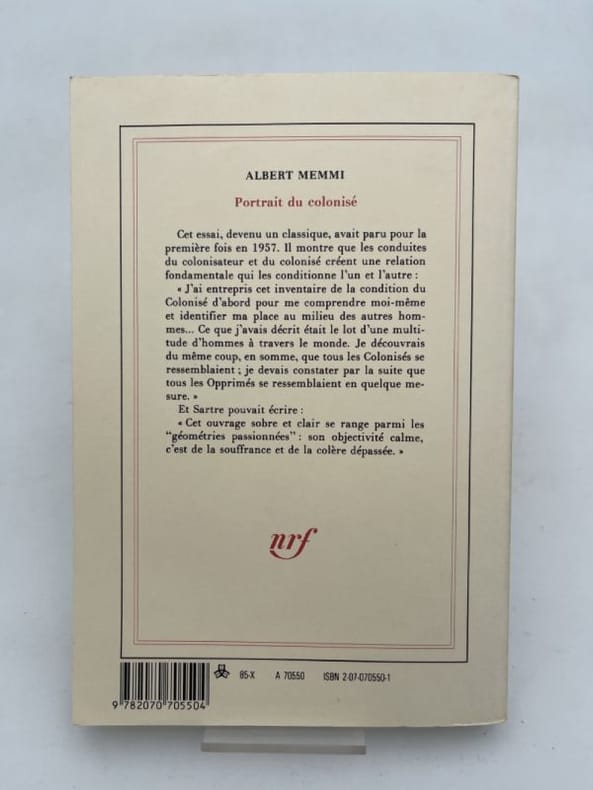 ALBERT MEMMI
Portrait du colonisé
Cet essai, devenu un classique, avait paru pour la
première fois en 1957. Il montre que les conduites
du colonisateur et du colonisé créent une relation
fondamentale qui les conditionne l'un et l'autre :
« J'ai entrepris cet inventaire de la condition du
Colonisé d'abord pour me comprendre moi-même
et identifier ma place au milieu des autres hom-
mes... Ce que j'avais décrit était le lot d'une multi-
tude d'hommes à travers le monde. Je découvrais
du même coup, en somme, que tous les Colonisés se
ressemblaient ; je devais constater par la suite que
tous les Opprimés se ressemblaient en quelque me-
sure. »
Et Sartre pouvait écrire :
« Cet ouvrage sobre et clair se range parmi les
"géométries passionnées" : son objectivité calme,
c'est de la souffrance et de la colère dépassée. »
nrf
85-X A 70550 ISBN 2-07-070550-1
9 782070 705504